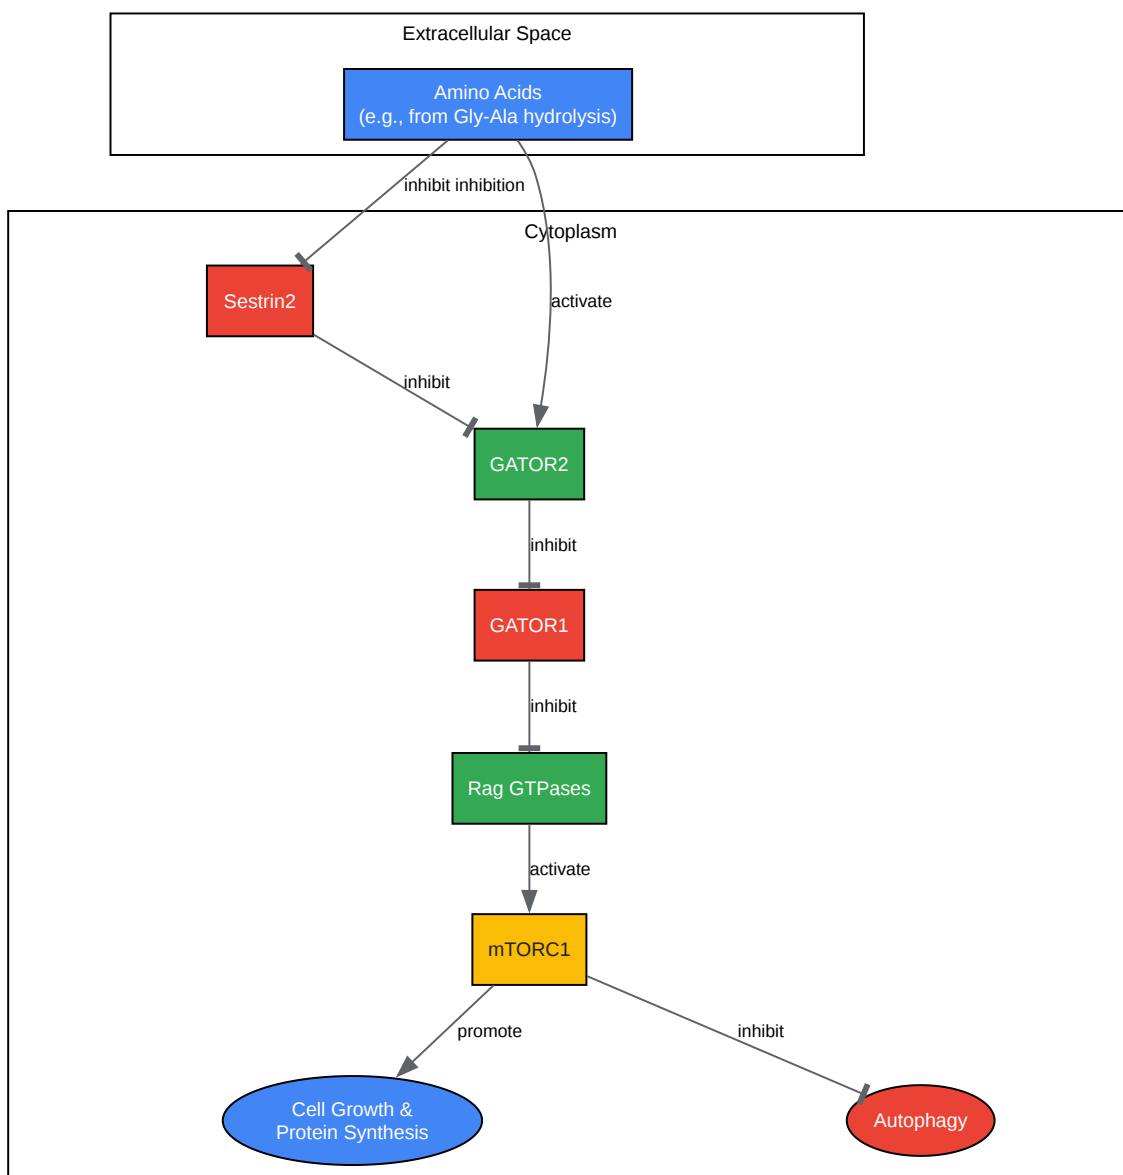 Extracellular Space
Amino Acids
(e.g., from Gly-Ala hydrolysis)
inhibit inhibition
Cytoplasm
Sestrin2
activate
inhibit
GATOR2
inhibit
GATOR1
inhibit
Rag GTPases
activate
mTORC1
promote
inhibit
Cell Growth &
Protein Synthesis
Autophagy